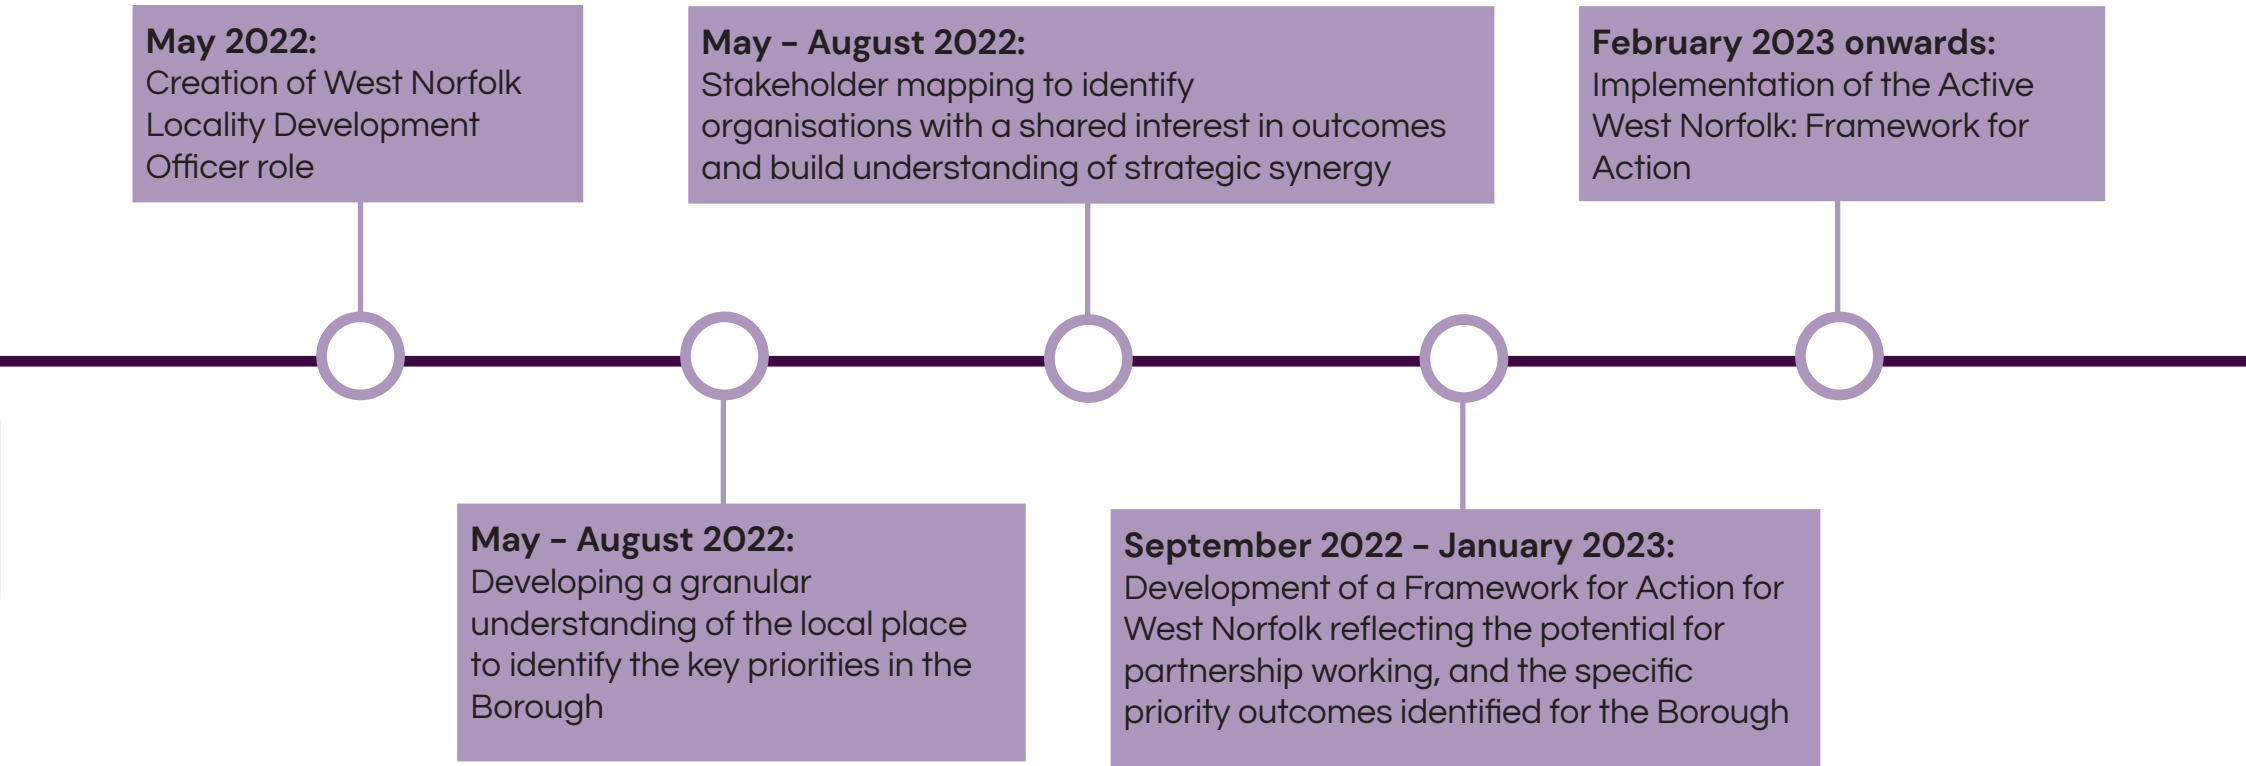 May 2022:
Creation of West Norfolk
Locality Development
Officer role
May – August 2022:
Developing a granular
understanding of the local place
to identify the key priorities in the
Borough
May – August 2022:
Stakeholder mapping to identify
organisations with a shared interest in outcomes
and build understanding of strategic synergy
September 2022 – January 2023:
Development of a Framework for Action for
West Norfolk reflecting the potential for
partnership working, and the specific
priority outcomes identified for the Borough
February 2023 onwards:
Implementation of the Active
West Norfolk: Framework for
Action